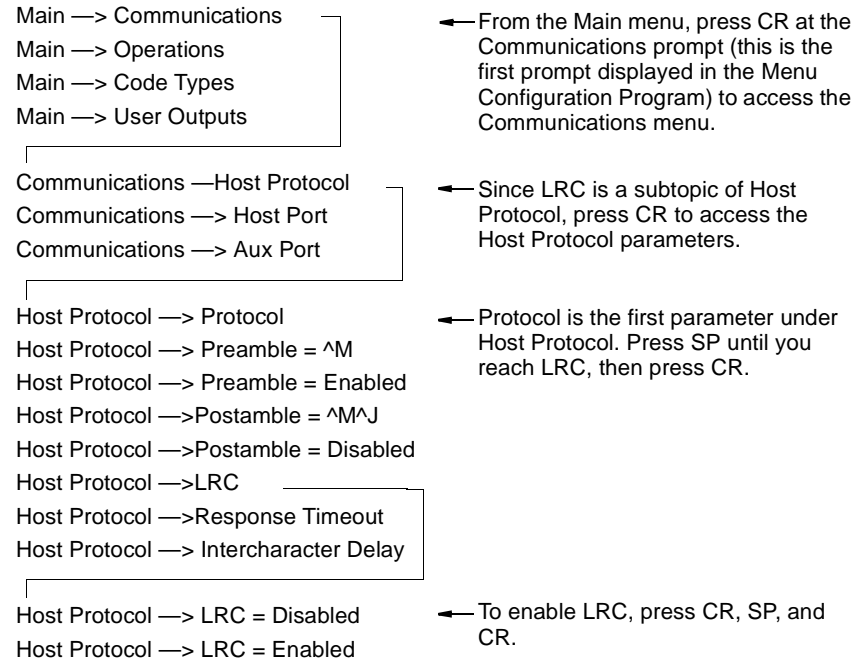 Main —> Communications
Main —> Operations
Main —> Code Types
Main —> User Outputs
From the Main menu, press CR at the
Communications prompt (this is the
first prompt displayed in the Menu
Configuration Program) to access the
Communications menu.
Communications —Host Protocol
Communications —> Host Port
Communications —> Aux Port
Since LRC is a subtopic of Host
Protocol, press CR to access the
Host Protocol parameters.
Host Protocol —> Protocol
Host Protocol —> Preamble = ^M
Host Protocol —> Preamble = Enabled
Host Protocol —>Postamble = ^M^J
Host Protocol —>Postamble = Disabled
Host Protocol —>LRC
Host Protocol —>Response Timeout
Host Protocol —> Intercharacter Delay
Protocol is the first parameter under
Host Protocol. Press SP until you
reach LRC, then press CR.
Host Protocol —> LRC = Disabled
Host Protocol —> LRC = Enabled
To enable LRC, press CR, SP, and
CR.